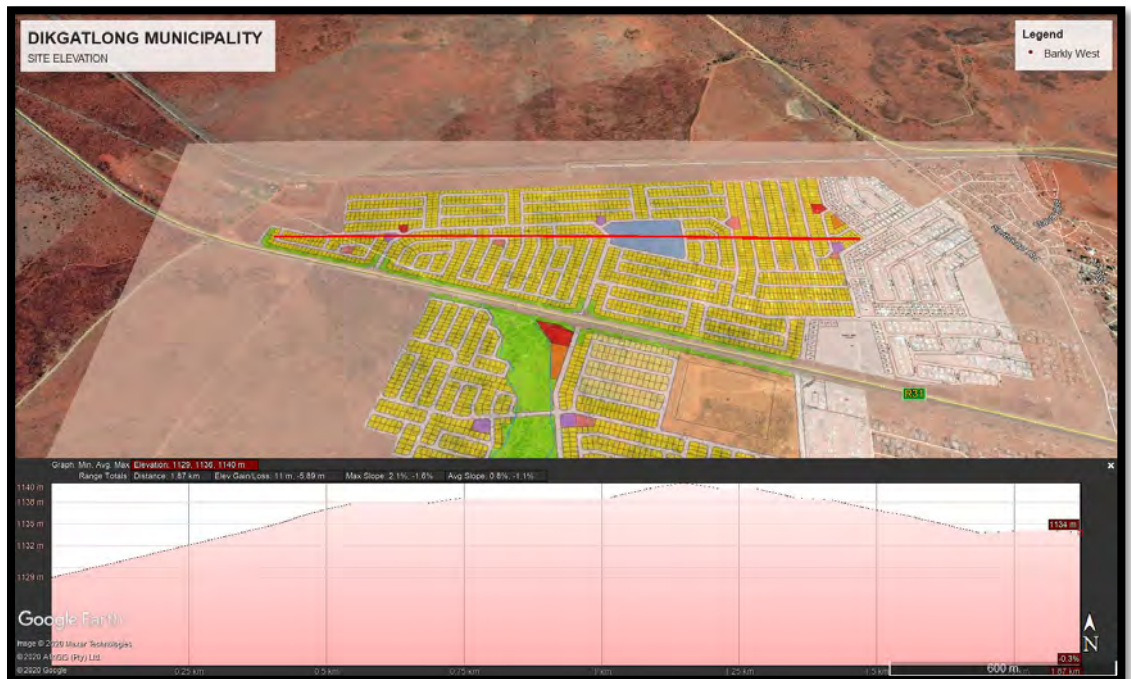 DIKGATLONG MUNICIPALITY
SITE ELEVATION
Legend
Barkly West
R31
Graph: Min, Avg, Max Elevation: 1129, 1136, 1140 m
Range Totals: Distance: 1.87 km Elev Gain/Loss: 11 m, -5.89 m Max Slope: 2.1%, -1.6% Avg Slope: 0.8%, -1.1%
1140 m
1138 m
1136 m
1134 m
1132 m
1129 m
Google Earth
Image © 2020 Maxar Technologies
© 2020 AfriGIS (Pty) Ltd.
© 2020 Google
0.25 km
0.5 km
0.75 km
1 km
1.25 km
1.5 km
600 m
-0.3%
1.87 km
N